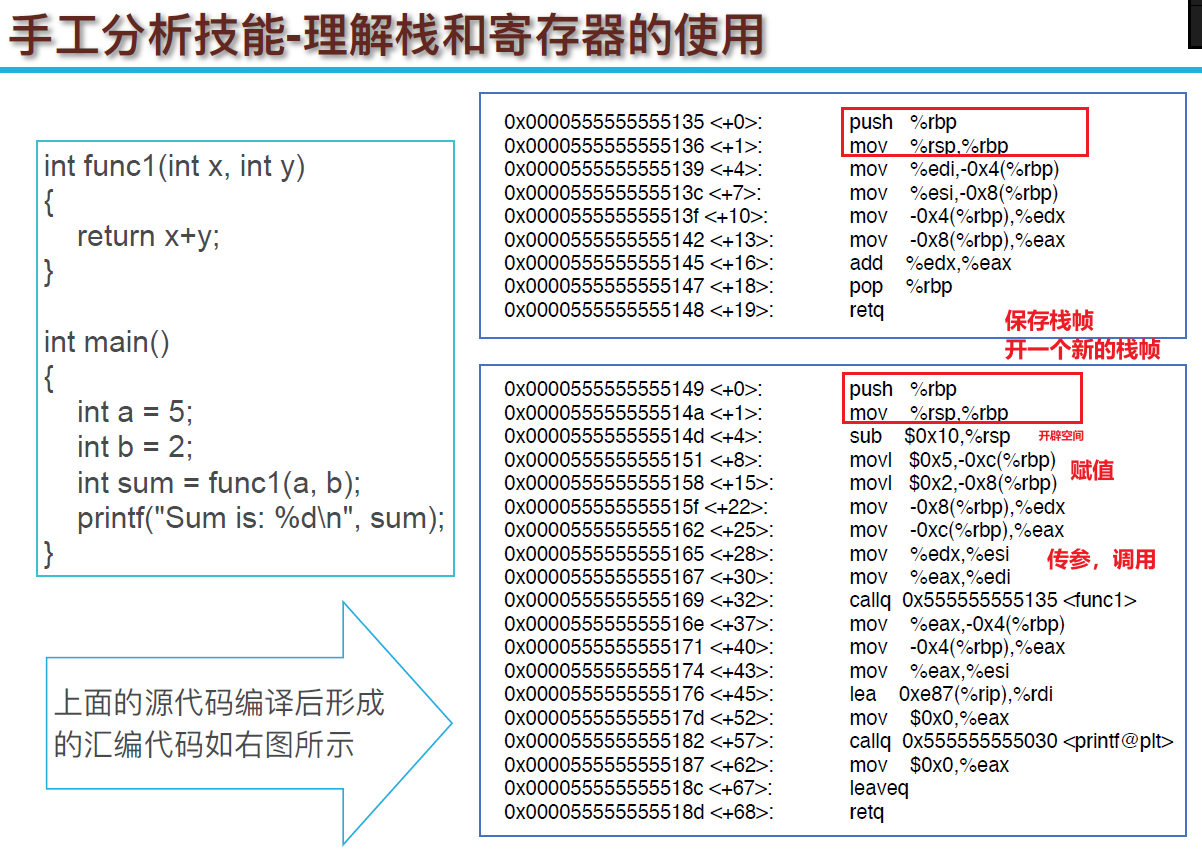 手工分析技能-理解栈和寄存器的使用
int func1(int x, int y)
{
return x+y;
}
int main()
{
int a = 5;
int b = 2;
int sum = func1(a, b);
printf("Sum is: %d\n", sum);
}
上面的源代码编译后形成
的汇编代码如右图所示
0x0000555555555135 <+0>: push %rbp
0x0000555555555136 <+1>: mov %rsp,%rbp
0x0000555555555139 <+4>: mov %edi,-0x4(%rbp)
0x000055555555513c <+7>: mov %esi,-0x8(%rbp)
0x000055555555513f <+10>: mov -0x4(%rbp),%edx
0x0000555555555142 <+13>: mov -0x8(%rbp),%eax
0x0000555555555145 <+16>: add %edx,%eax
0x0000555555555147 <+18>: pop %rbp
0x0000555555555148 <+19>: retq
保存栈帧
开一个新的栈帧
0x0000555555555149 <+0>: push %rbp
0x000055555555514a <+1>: mov %rsp,%rbp
0x000055555555514d <+4>: sub $0x10,%rsp 开辟空间
0x0000555555555151 <+8>: movl $0x5,-0xc(%rbp)
赋值
0x0000555555555158 <+15>: movl $0x2,-0x8(%rbp)
0x000055555555515f <+22>: mov -0x8(%rbp),%edx
0x0000555555555162 <+25>: mov -0xc(%rbp),%eax
0x0000555555555165 <+28>: mov %edx,%esi
传参，调用
0x0000555555555167 <+30>: mov %eax,%edi
0x0000555555555169 <+32>: callq 0x555555555135 <func1>
0x000055555555516e <+37>: mov %eax,-0x4(%rbp)
0x0000555555555171 <+40>: mov -0x4(%rbp),%eax
0x0000555555555174 <+43>: mov %eax,%esi
0x0000555555555176 <+45>: lea 0xe87(%rip),%rdi
0x000055555555517d <+52>: mov $0x0,%eax
0x0000555555555182 <+57>: callq 0x555555555030 <printf@plt>
0x0000555555555187 <+62>: mov $0x0,%eax
0x000055555555518c <+67>: leaveq
0x000055555555518d <+68>: retq